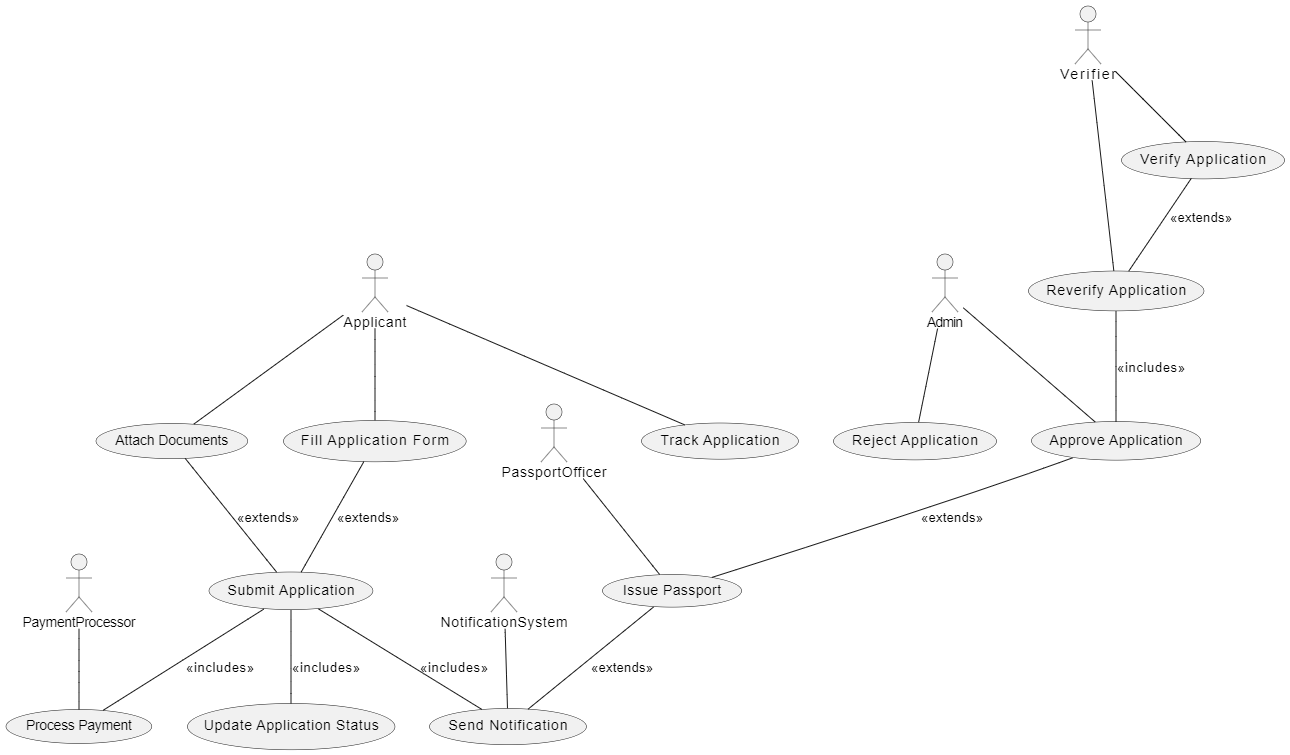 Verifier
Verify Application
«extends»
Reverify Application
Applicant
Admin
«includes»
Attach Documents
Fill Application Form
Track Application
Reject Application
Approve Application
PassportOfficer
«extends»
«extends»
«extends»
Submit Application
Issue Passport
PaymentProcessor
NotificationSystem
«includes»
«includes»
«includes»
«extends»
Process Payment
Update Application Status
Send Notification